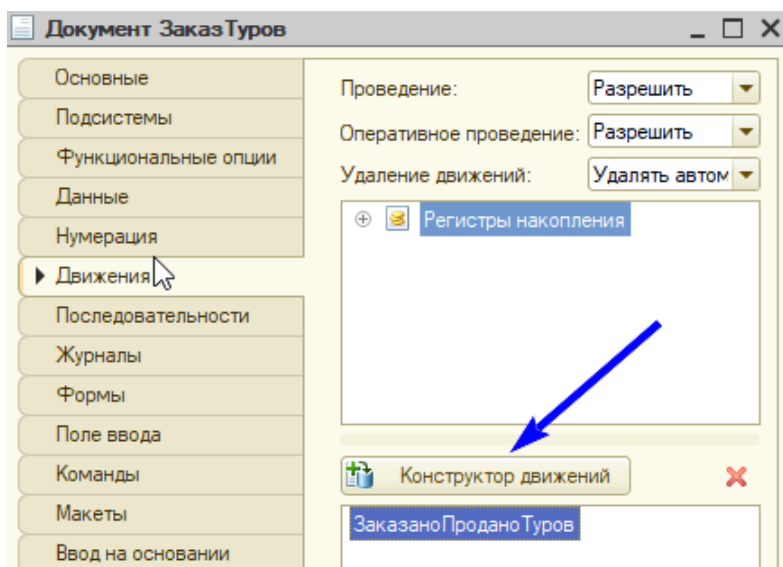 Документ ЗаказТуров
Основные
Подсистемы
Функциональные опции
Данные
Нумерация
Движения
Последовательности
Журналы
Формы
Поле ввода
Команды
Макеты
Ввод на основании
Проведение: Разрешить
Оперативное проведение: Разрешить
Удаление движений: Удалять автом
Регистры накопления
Конструктор движений
ЗаказаноПроданоТуров